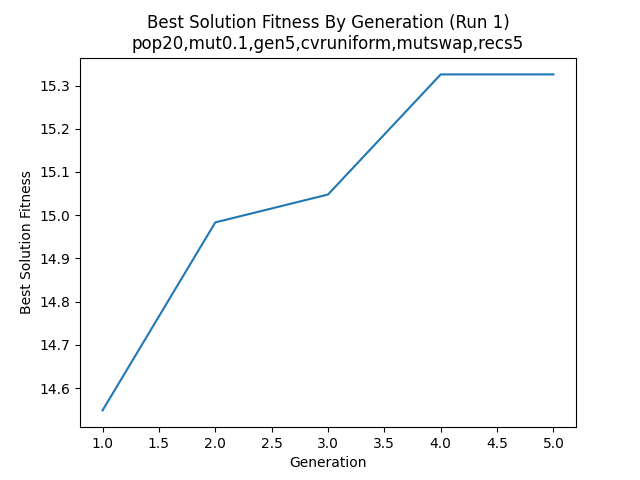 Best Solution Fitness By Generation (Run 1)
pop20,mut0.1,gen5,cvruniform,mutswap,recs5
15.3
15.2
15.1
15.0
14.9
14.8
14.7
14.6
Best Solution Fitness
1.0 1.5 2.0 2.5 3.0 3.5 4.0 4.5 5.0
Generation